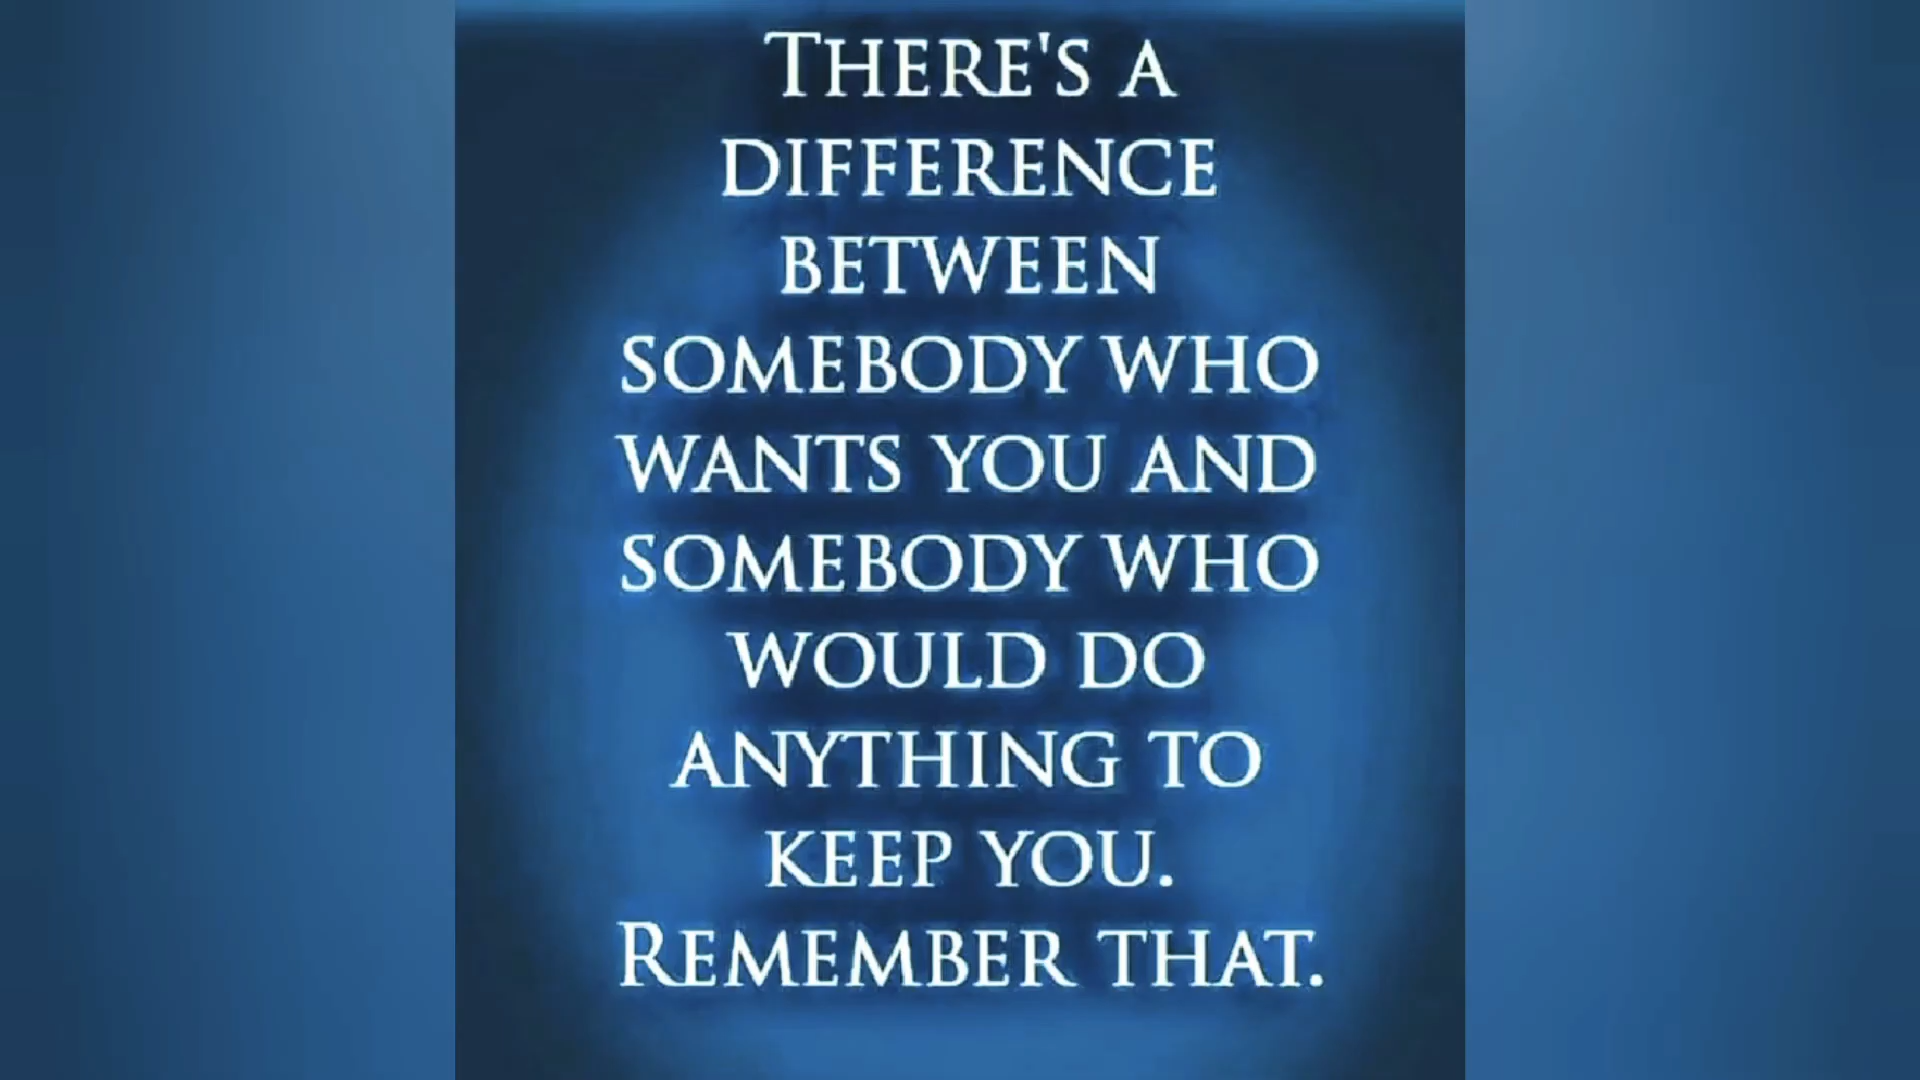 THERE'S A
DIFFERENCE
BETWEEN
SOMEBODY WHO
WANTS YOU AND
SOMEBODY WHO
WOULD DO
ANYTHING TO
KEEP YOU.
REMEMBER THAT.